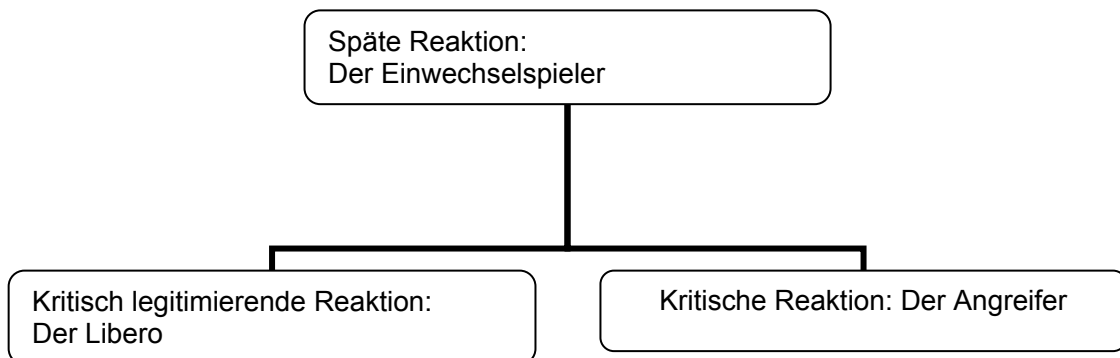 Späte Reaktion:
Der Einwechselspieler
Kritisch legitimierende Reaktion:
Der Libero
Kritische Reaktion: Der Angreifer